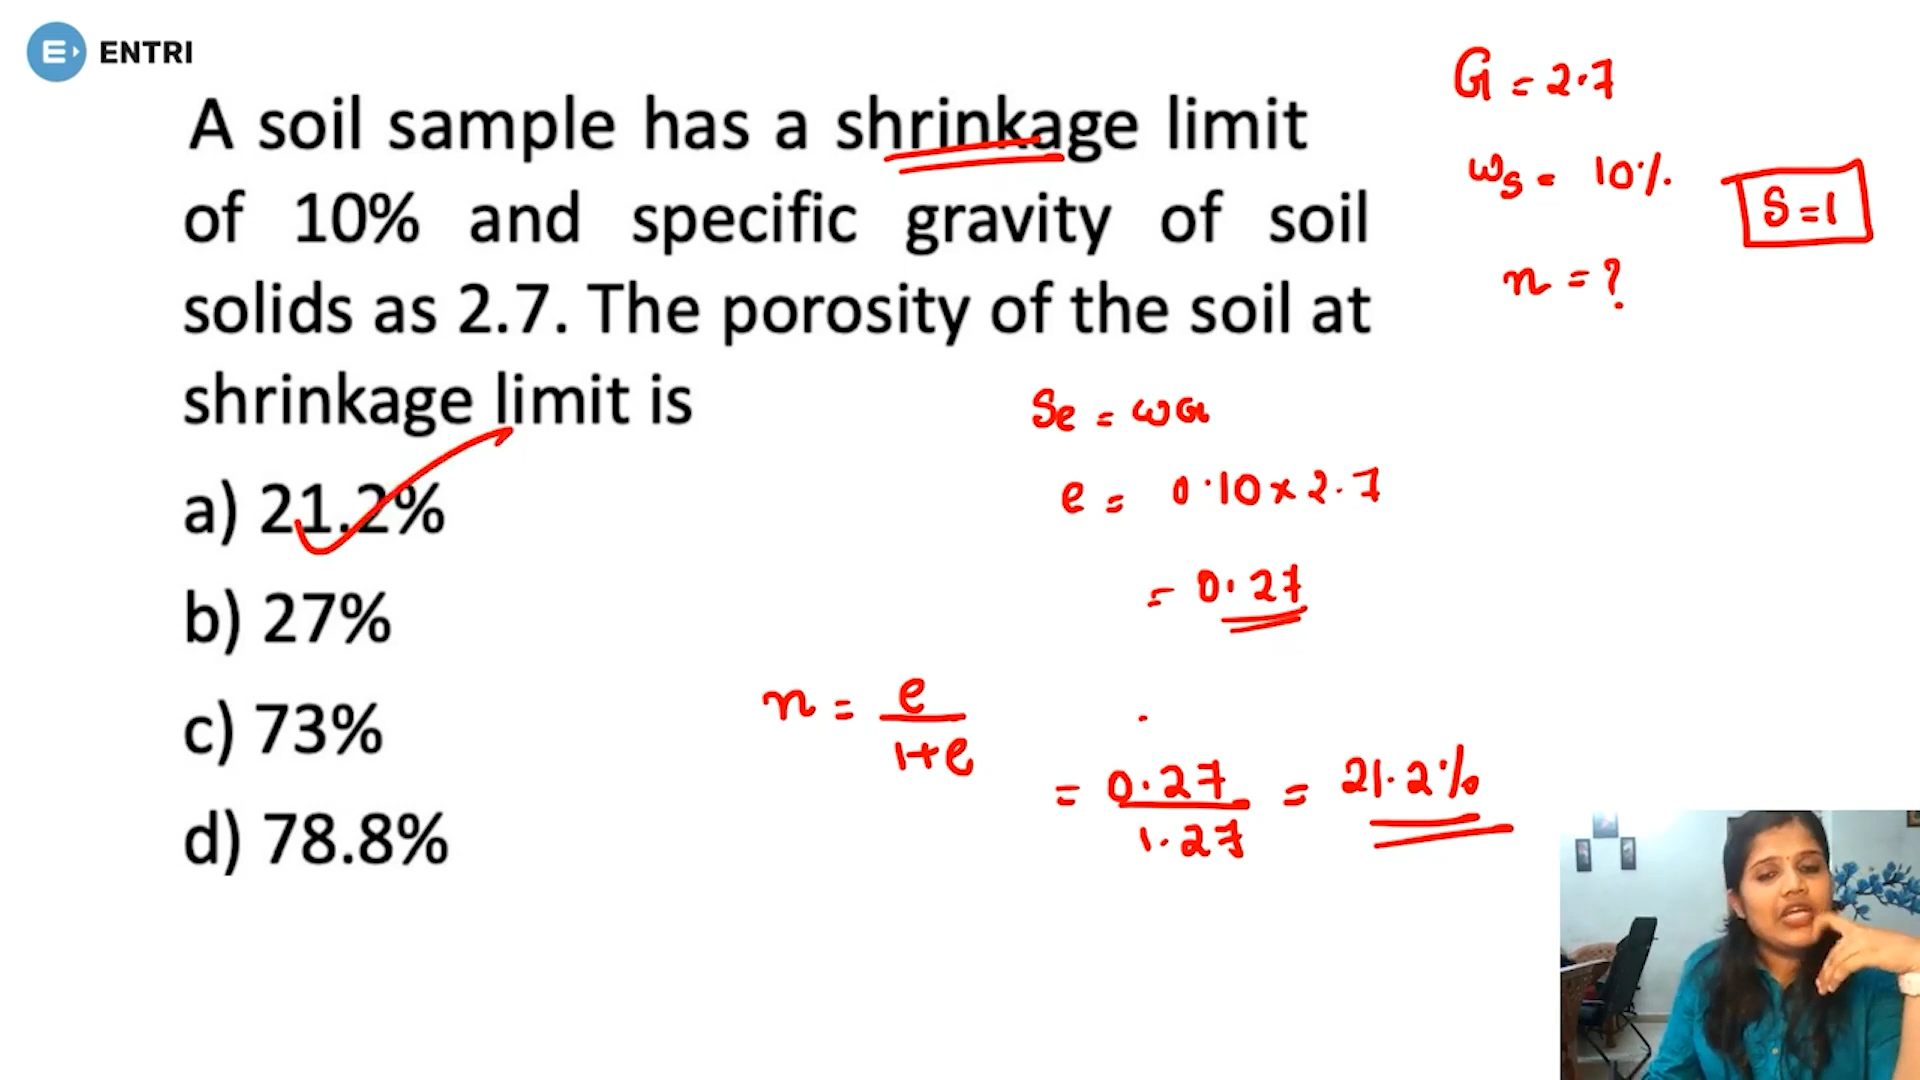 ENTRI
A soil sample has a shrinkage limit
of 10% and specific gravity of soil
solids as 2.7. The porosity of the soil at
shrinkage limit is
a) 21.2%
b) 27%
c) 73%
d) 78.8%
G = 2.7
ws = 10%
S = 1
n = ?
Se = wG
e = 0.10 x 2.7
= 0.27
n = e
1+e
= 0.27 = 21.2%
1.27